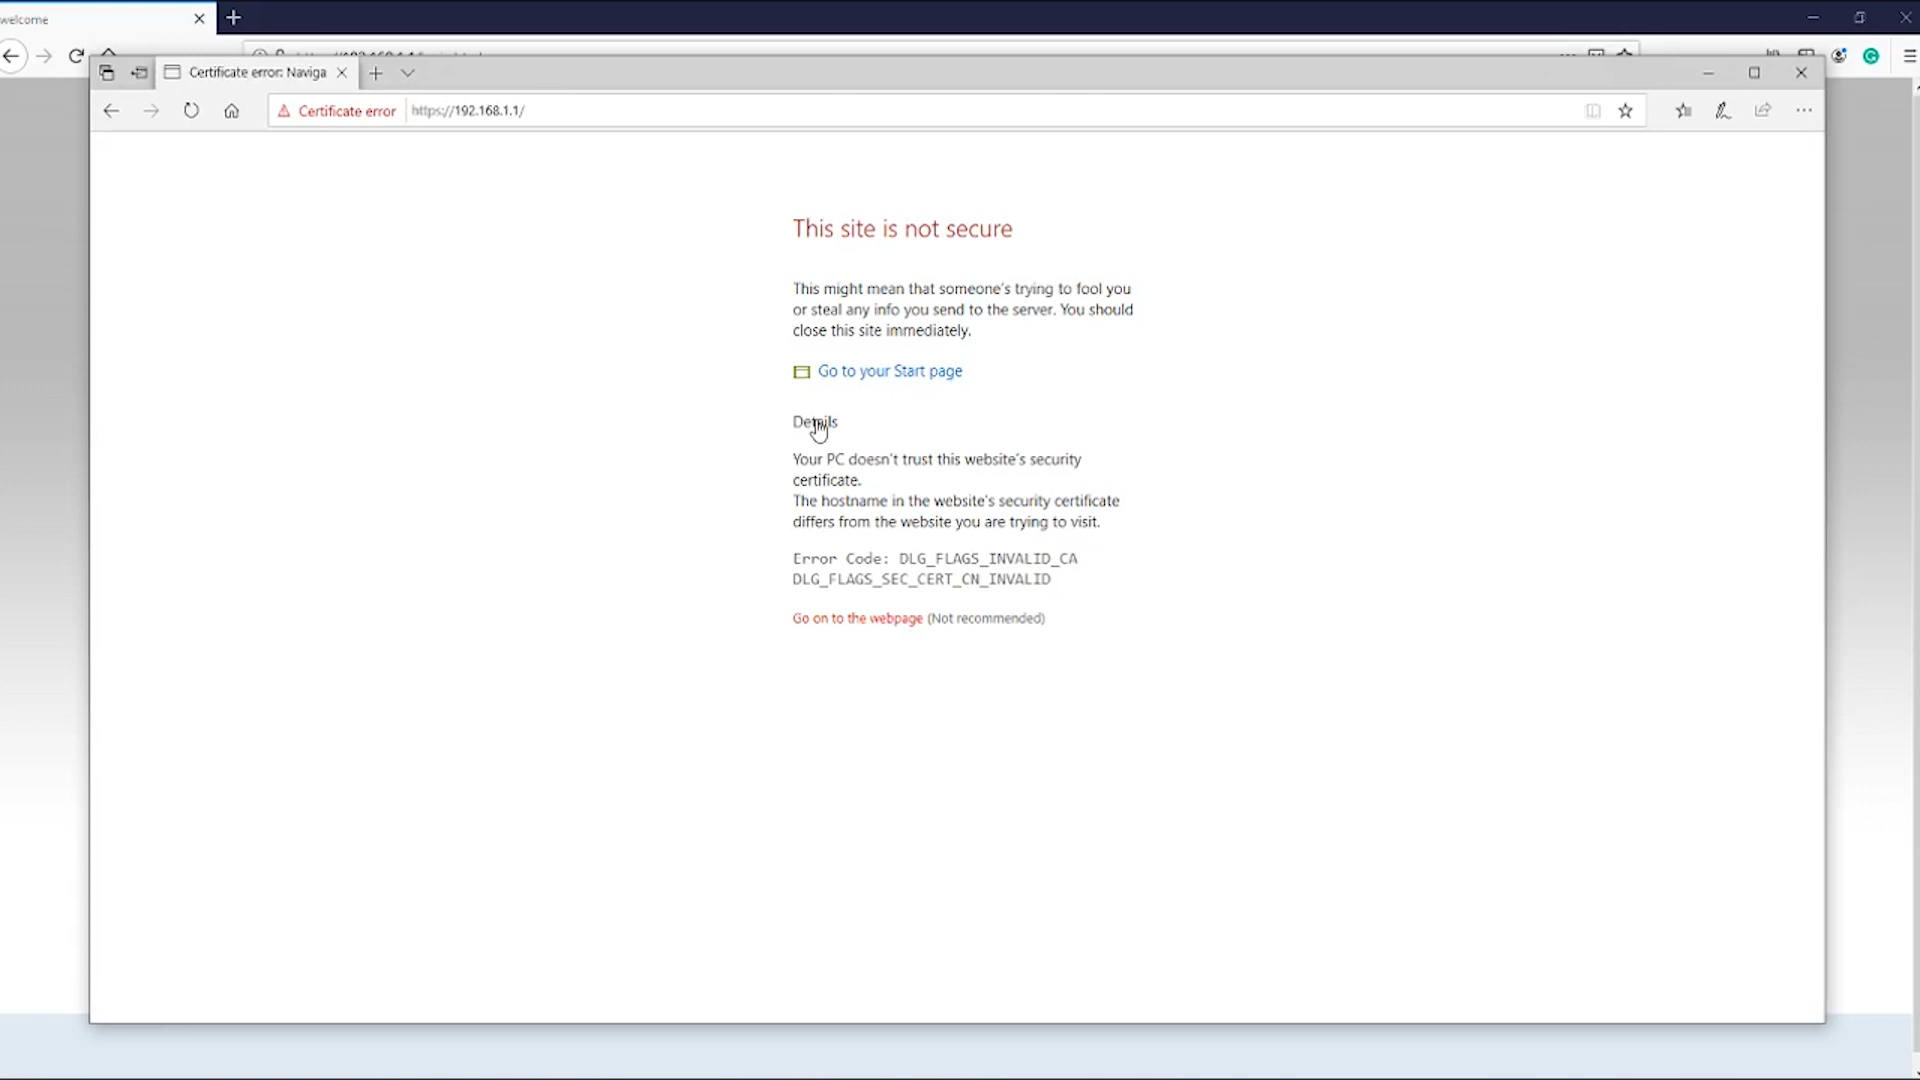 welcome
Certificate error: Naviga
Certificate error https://192.168.1.1/
This site is not secure
This might mean that someone's trying to fool you
or steal any info you send to the server. You should
close this site immediately.
Go to your Start page
Details
Your PC doesn't trust this website's security
certificate.
The hostname in the website's security certificate
differs from the website you are trying to visit.
Error Code: DLG_FLAGS_INVALID_CA
DLG_FLAGS_SEC_CERT_CN_INVALID
Go on to the webpage (Not recommended)